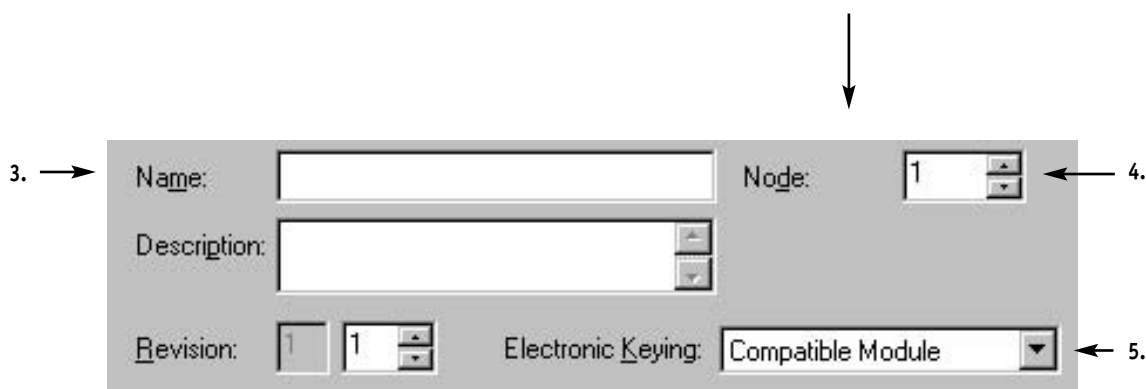 3. Name: Node: 1 4.
Description:
Revision: 1 1 Electronic Keying: Compatible Module 5.